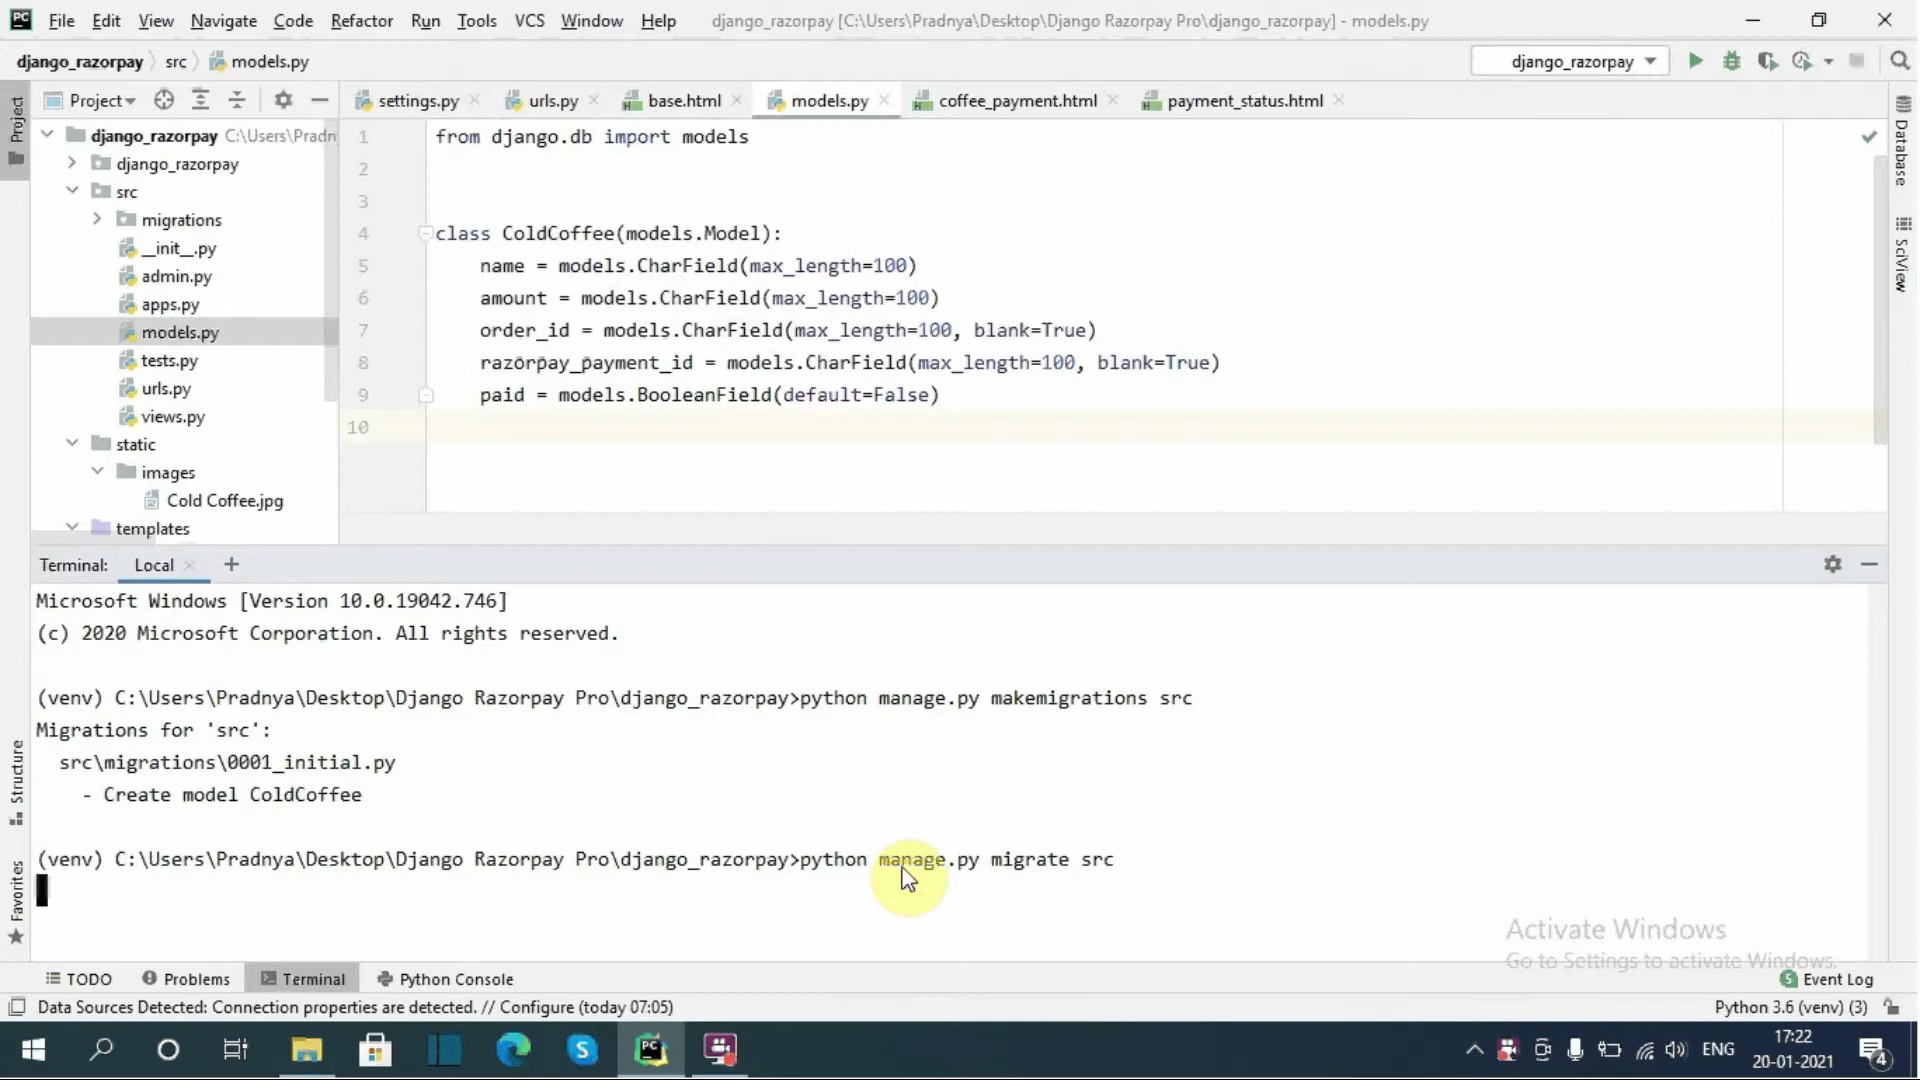 PC File Edit View Navigate Code Refactor Run Tools VCS Window Help django_razorpay [C:\Users\Pradnya\Desktop\Django Razorpay Pro\django_razorpay] - models.py
django_razorpay src models.py django_razorpay
Project settings.py urls.py base.html models.py coffee_payment.html payment_status.html
Project
Database
SciView
django_razorpay C:\Users\Pradn
django_razorpay
src
migrations
__init__.py
admin.py
apps.py
models.py
tests.py
urls.py
views.py
static
images
Cold Coffee.jpg
templates
1 from django.db import models
2
3
4 class ColdCoffee(models.Model):
5 name = models.CharField(max_length=100)
6 amount = models.CharField(max_length=100)
7 order_id = models.CharField(max_length=100, blank=True)
8 razorpay_payment_id = models.CharField(max_length=100, blank=True)
9 paid = models.BooleanField(default=False)
10
Terminal: Local
Microsoft Windows [Version 10.0.19042.746]
(c) 2020 Microsoft Corporation. All rights reserved.
(venv) C:\Users\Pradnya\Desktop\Django Razorpay Pro\django_razorpay>python manage.py makemigrations src
Migrations for 'src':
src\migrations\0001_initial.py
- Create model ColdCoffee
(venv) C:\Users\Pradnya\Desktop\Django Razorpay Pro\django_razorpay>python manage.py migrate src
Structure
Favorites
Activate Windows
Go to Settings to activate Windows.
TODO Problems Terminal Python Console 5 Event Log
Data Sources Detected: Connection properties are detected. // Configure (today 07:05) Python 3.6 (venv) (3)
PC ENG 17:22
20-01-2021 4